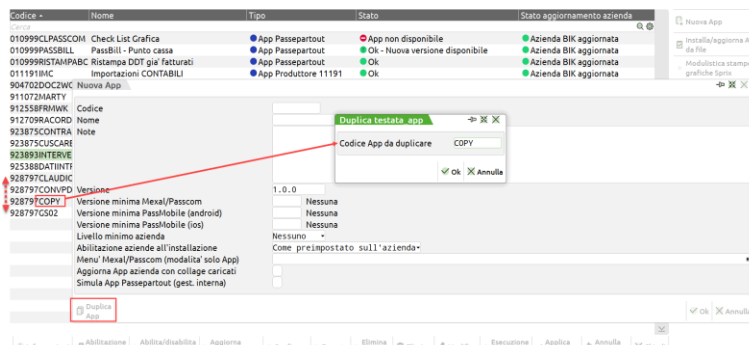 Codice Nome Tipo Stato Stato aggiornamento azienda
Cerca
010999CLPASSCOM Check List Grafica App Passepartout App non disponibile Azienda BIK aggiornata
010999PASSBILL PassBill - Punto cassa App Passepartout Ok - Nuova versione disponibile Azienda BIK aggiornata
010999RISTAMPABC Ristampa DDT gia' fatturati App Passepartout Ok Azienda BIK aggiornata
011191IMC Importazioni CONTABILI App Produttore 11191 Ok Azienda BIK aggiornata
Nuova App
Installa/aggiorna A
da file
Modulistica stamp
grafiche Sprix
904702DOC2WC Nuova App
911072MARTY
912558FRMWK Codice
912709RACORD Nome
923875CONTRA Note
923875CUSCARE
923893INTERVE
925388DATIINTE
928797CLAUDIC
928797CONVPD Versione 1.0.0
928797COPY Versione minima Mexal/Passcom Nessuna
928797GS02 Versione minima PassMobile (android) Nessuna
Versione minima PassMobile (ios) Nessuna
Livello minimo azienda Nessuno
Abilitazione aziende all'installazione Come preimpostato sull'azienda
Menu' Mexal/Passcom (modalita' solo App)
Aggiorna App azienda con collage caricati
Simula App Passepartout (gest. interna)
Duplica testata_app
Codice App da duplicare COPY
Ok Annulla
Duplica
App
Ok Annulla
Abilitazione Abilita/disabilita Aggiorna Elimina Esecuzione Applica Annulla